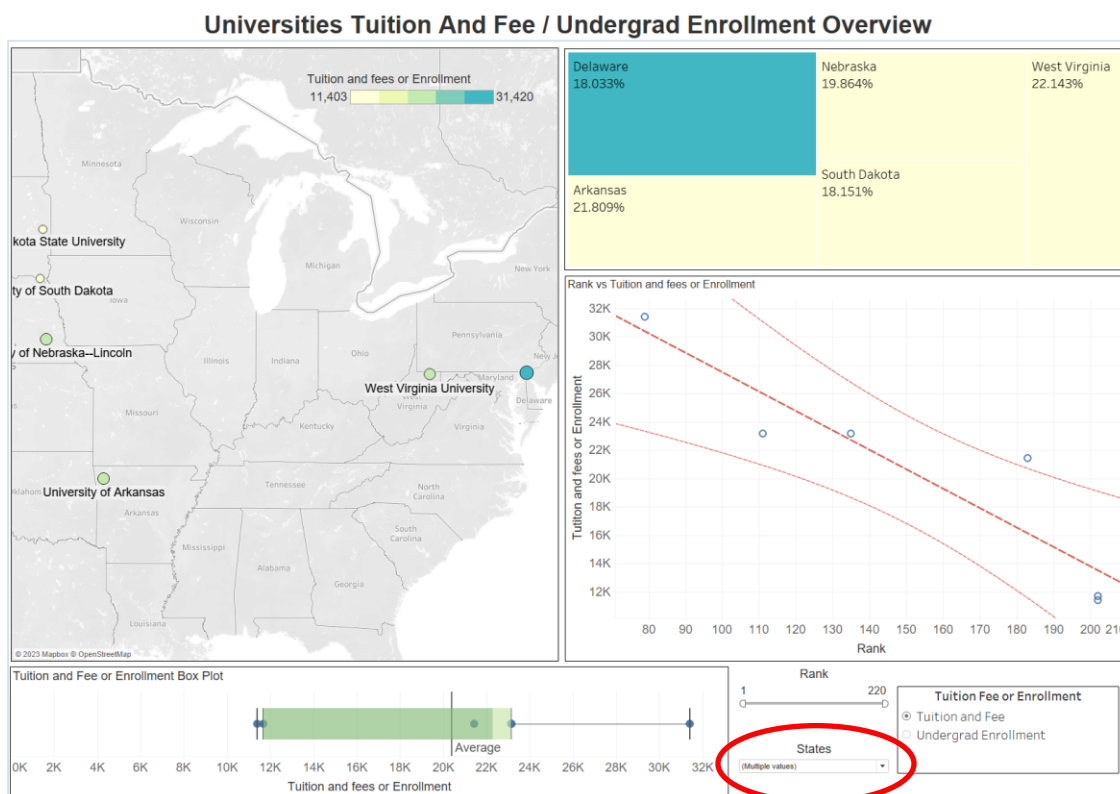 Universities Tuition And Fee / Undergrad Enrollment Overview
Tuition and fees or Enrollment
11,403 31,420
Minnesota
Wisconsin
Michigan
kota State University
ty of South Dakota
Iowa
New York
y of Nebraska--Lincoln
Illinois
Indiana
Ohio
Pennsylvania
New Je
Maryland
West Virginia University
West
Virginia
Delaware
Missouri
Kentucky
Virginia
University of Arkansas
klahom
Arkansas
Tennessee
North
Carolina
South
Carolina
Mississippi
Alabama
Georgia
Louisiana
© 2023 Mapbox © OpenStreetMap
Delaware
18.033%
Nebraska
19.864%
West Virginia
22.143%
Arkansas
21.809%
South Dakota
18.151%
Rank vs Tuition and fees or Enrollment
32K
30K
28K
26K
24K
22K
20K
18K
16K
14K
12K
Tutition and fees or Enrollment
80 90 100 110 120 130 140 150 160 170 180 190 200 210
Rank
Tuition and Fee or Enrollment Box Plot
Average
0K 2K 4K 6K 8K 10K 12K 14K 16K 18K 20K 22K 24K 26K 28K 30K 32K
Tuition and fees or Enrollment
Rank
1 220
States
(Multiple values)
Tuition Fee or Enrollment
Tuition and Fee
Undergrad Enrollment